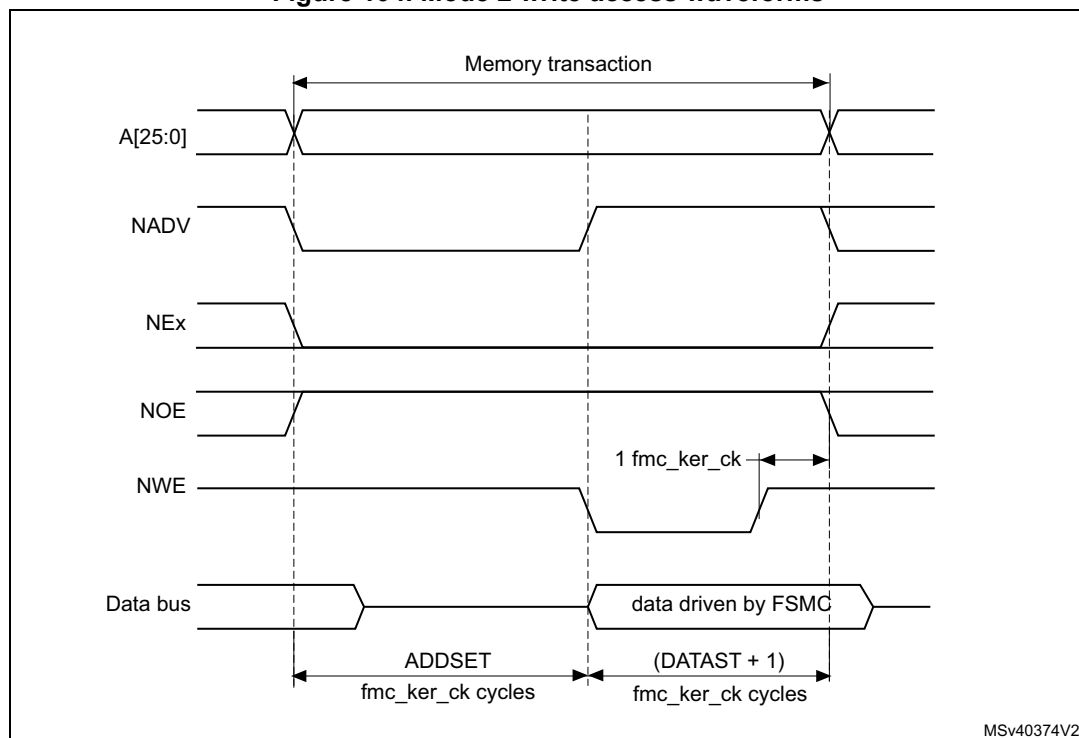 Memory transaction
A[25:0]
NADV
NEx
NOE
1 fmc_ker_ck
NWE
Data bus
data driven by FSMC
ADDSET
(DATAST + 1)
fmc_ker_ck cycles
fmc_ker_ck cycles
MSv40374V2